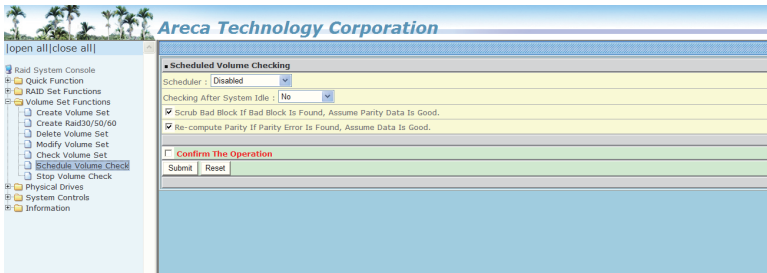 Areca Technology Corporation
|open all|close all|
Raid System Console
Quick Function
RAID Set Functions
Volume Set Functions
Create Volume Set
Create Raid30/50/60
Delete Volume Set
Modify Volume Set
Check Volume Set
Schedule Volume Check
Stop Volume Check
Physical Drives
System Controls
Information
Scheduled Volume Checking
Scheduler : Disabled
Checking After System Idle : No
Scrub Bad Block If Bad Block Is Found, Assume Parity Data Is Good.
Re-compute Parity If Parity Error Is Found, Assume Data Is Good.
Confirm The Operation
Submit Reset